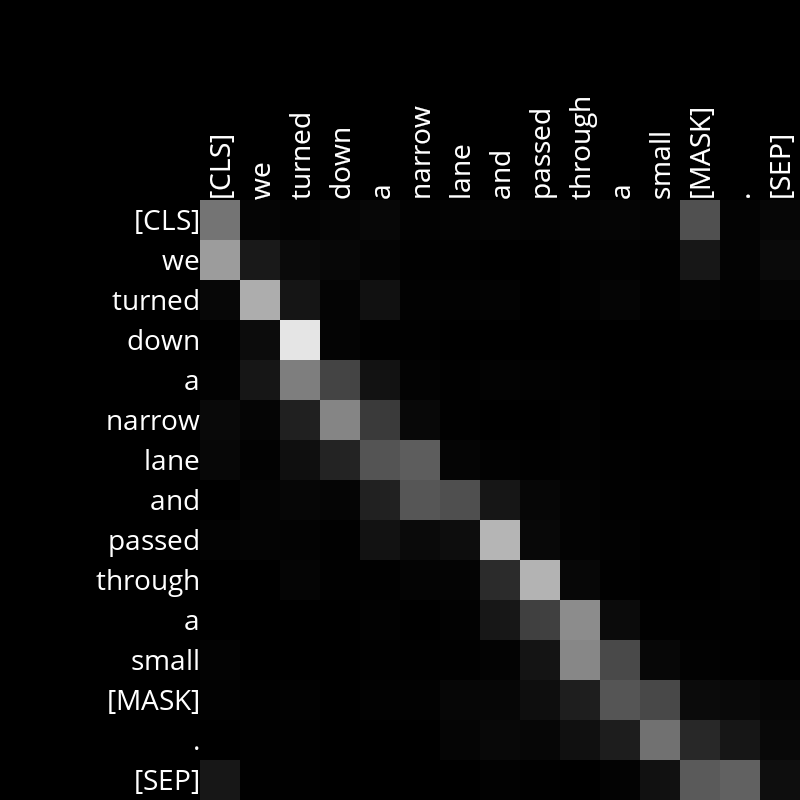 [CLS] we turned down a narrow lane and passed through a small [MASK] . [SEP]
[CLS]
we
turned
down
a
narrow
lane
and
passed
through
a
small
[MASK]
.
[SEP]